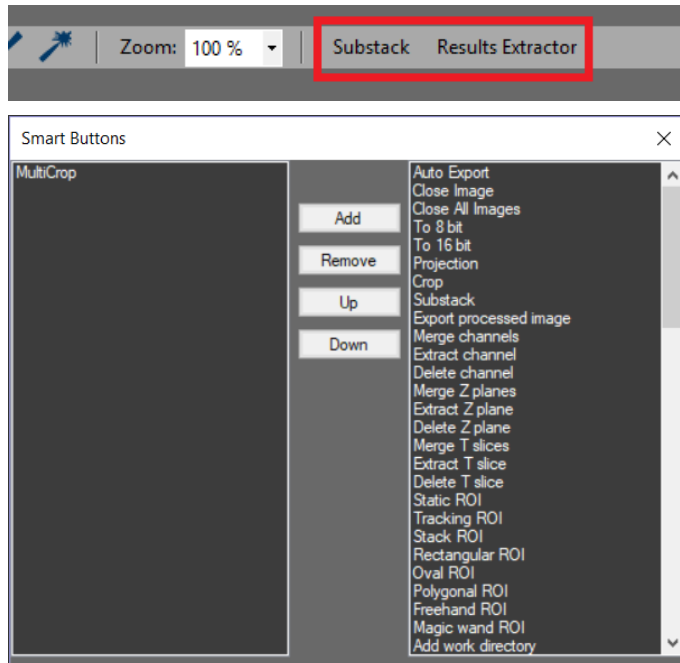 Zoom: 100 % Substack Results Extractor
Smart Buttons
MultiCrop
Add
Remove
Up
Down
Auto Export
Close Image
Close All Images
To 8 bit
To 16 bit
Projection
Crop
Substack
Export processed image
Merge channels
Extract channel
Delete channel
Merge Z planes
Extract Z plane
Delete Z plane
Merge T slices
Extract T slice
Delete T slice
Static ROI
Tracking ROI
Stack ROI
Rectangular ROI
Oval ROI
Polygonal ROI
Freehand ROI
Magic wand ROI
Add work directory